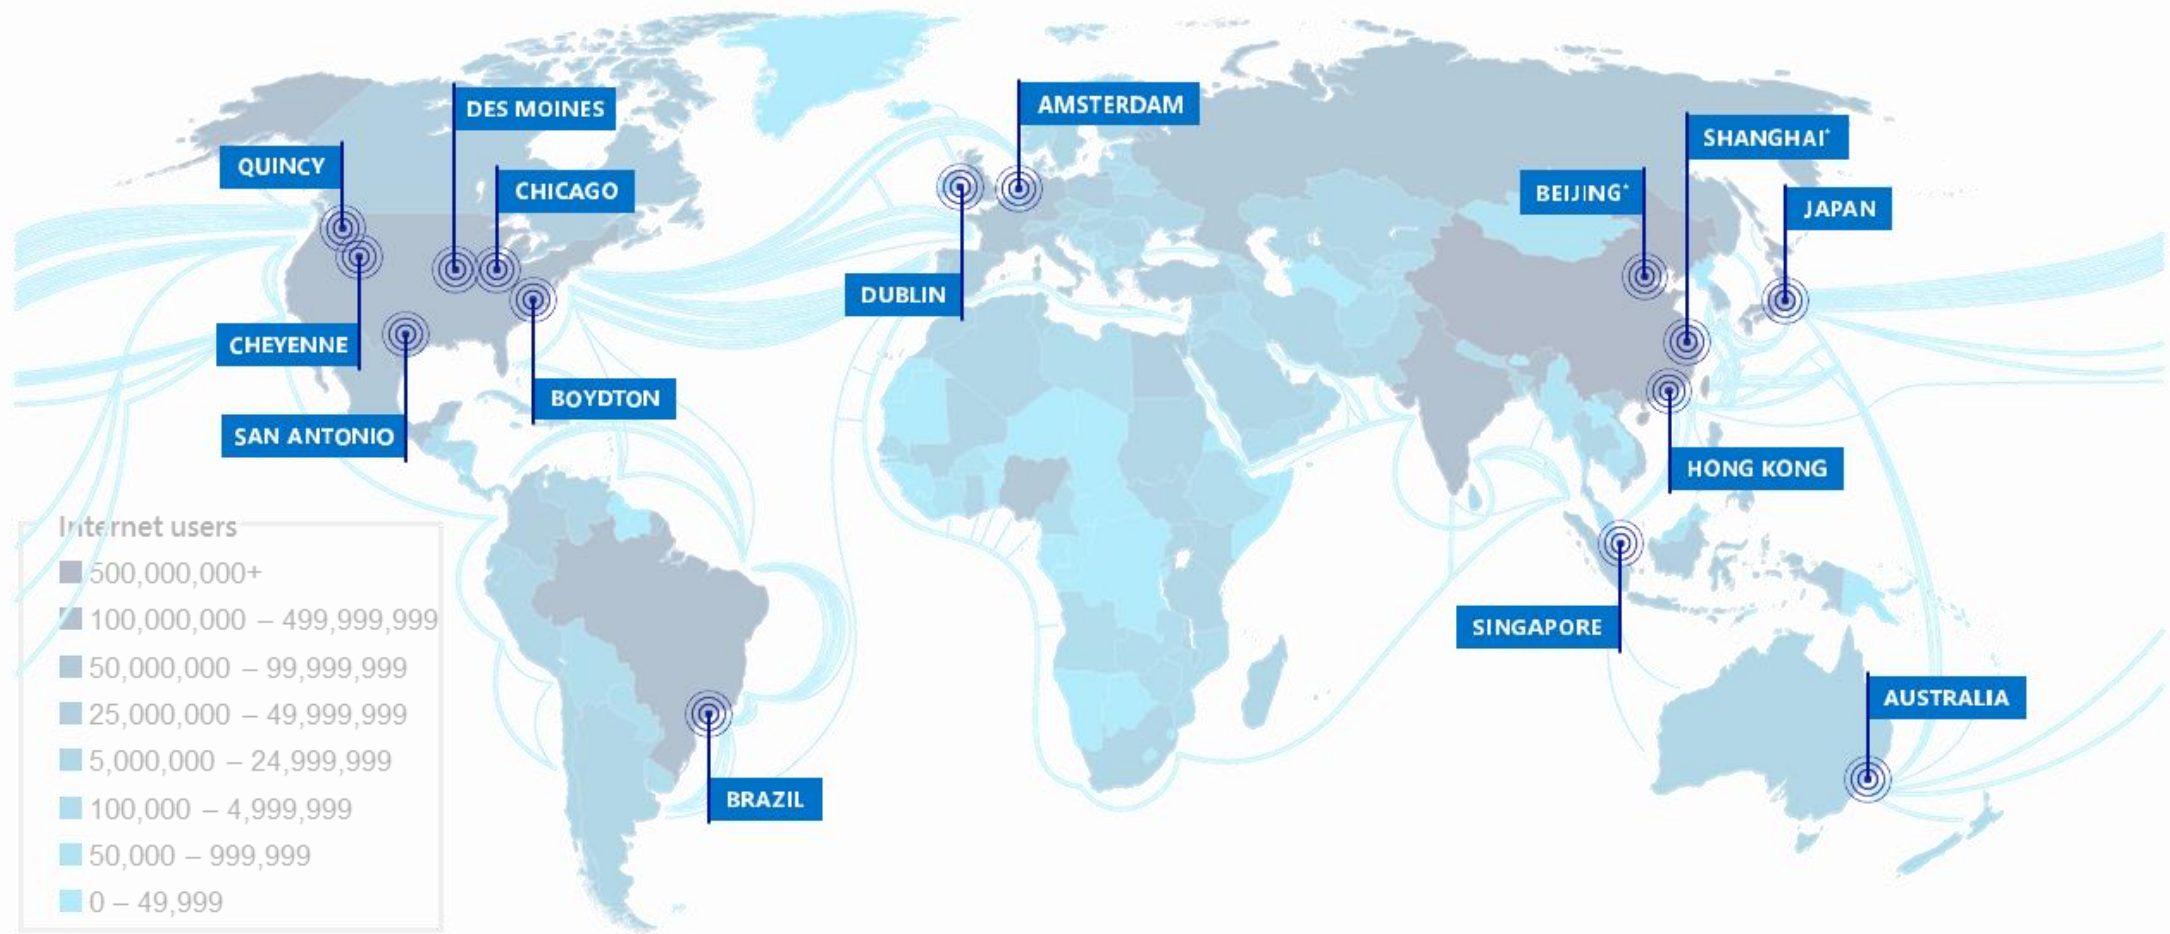 DES MOINES
AMSTERDAM
SHANGHAI*
QUINCY
CHICAGO
BEIJING*
JAPAN
DUBLIN
CHEYENNE
BOYDTON
SAN ANTONIO
HONG KONG
Internet users
500,000,000+
100,000,000 – 499,999,999
50,000,000 – 99,999,999
25,000,000 – 49,999,999
5,000,000 – 24,999,999
100,000 – 4,999,999
50,000 – 999,999
0 – 49,999
SINGAPORE
AUSTRALIA
BRAZIL